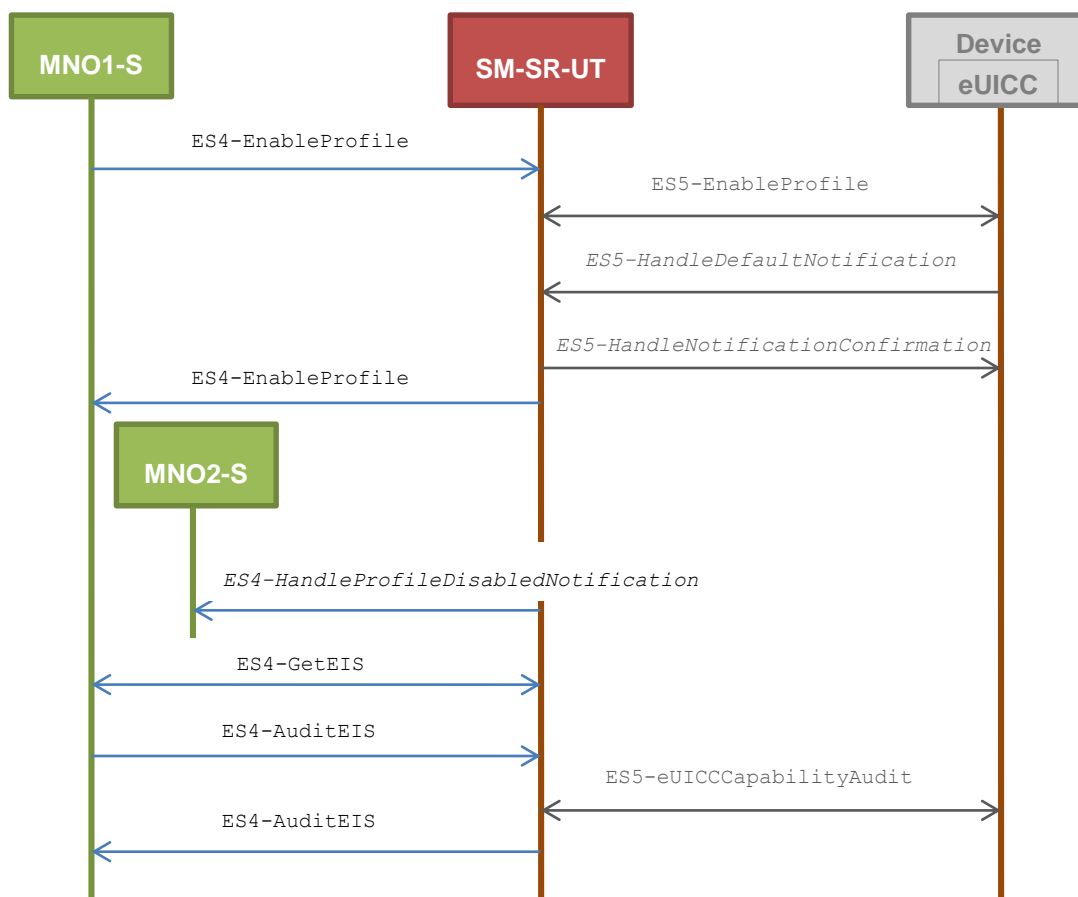 MNO1-S
SM-SR-UT
Device
eUICC
ES4-EnableProfile
ES5-EnableProfile
ES5-HandleDefaultNotification
ES5-HandleNotificationConfirmation
ES4-EnableProfile
MNO2-S
ES4-HandleProfileDisabledNotification
ES4-GetEIS
ES4-AuditEIS
ES5-eUICCCapabilityAudit
ES4-AuditEIS